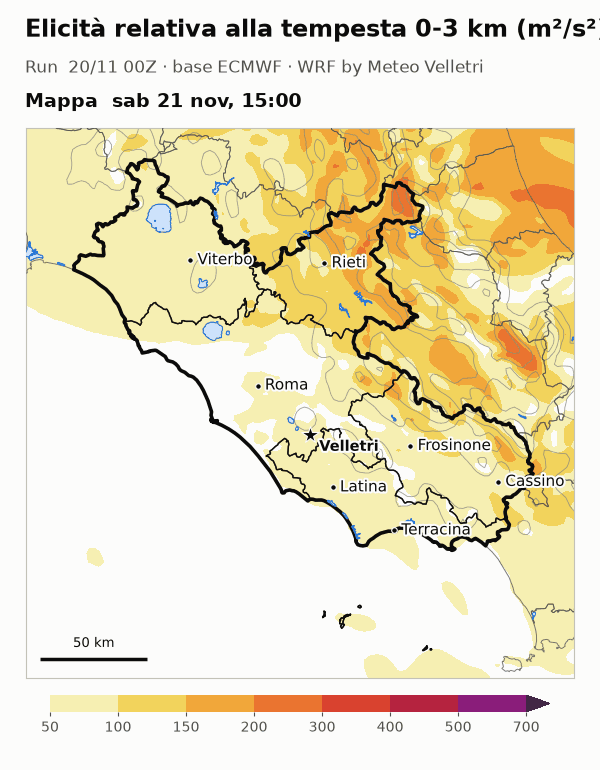 Elicità relativa alla tempesta 0-3 km (m²/s²)
Run  20/11 00Z · base ECMWF · WRF by Meteo Velletri
Mappa  sab 21 nov, 15:00
Viterbo
Rieti
Roma
Velletri
Frosinone
Cassino
Latina
Terracina
50 km
50 100 150 200 300 400 500 700